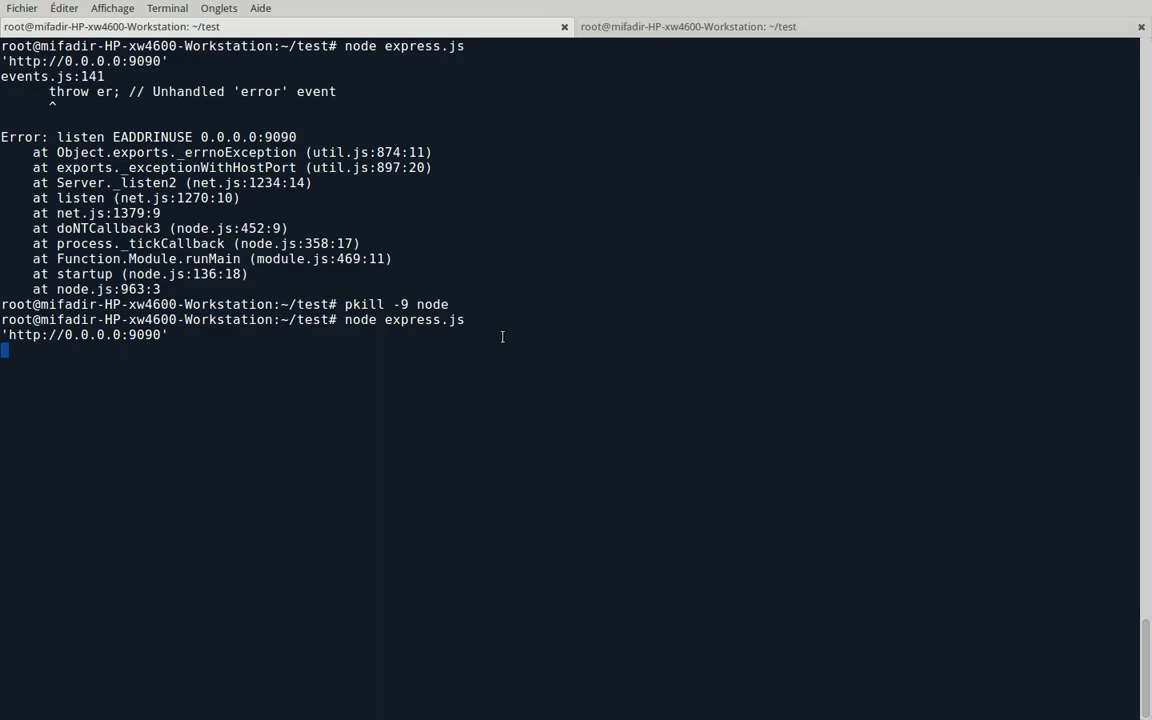 Fichier Éditer Affichage Terminal Onglets Aide
root@mifadir-HP-xw4600-Workstation: ~/test root@mifadir-HP-xw4600-Workstation: ~/test
root@mifadir-HP-xw4600-Workstation:~/test# node express.js
'http://0.0.0.0:9090'
events.js:141
      throw er; // Unhandled 'error' event
      ^
Error: listen EADDRINUSE 0.0.0.0:9090
    at Object.exports._errnoException (util.js:874:11)
    at exports._exceptionWithHostPort (util.js:897:20)
    at Server._listen2 (net.js:1234:14)
    at listen (net.js:1270:10)
    at net.js:1379:9
    at doNTCallback3 (node.js:452:9)
    at process._tickCallback (node.js:358:17)
    at Function.Module.runMain (module.js:469:11)
    at startup (node.js:136:18)
    at node.js:963:3
root@mifadir-HP-xw4600-Workstation:~/test# pkill -9 node
root@mifadir-HP-xw4600-Workstation:~/test# node express.js
'http://0.0.0.0:9090'